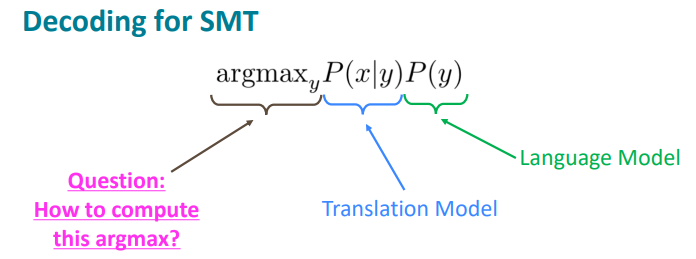 Decoding for SMT
argmax_y P(x|y)P(y)
Language Model
Question:
How to compute
this argmax?
Translation Model